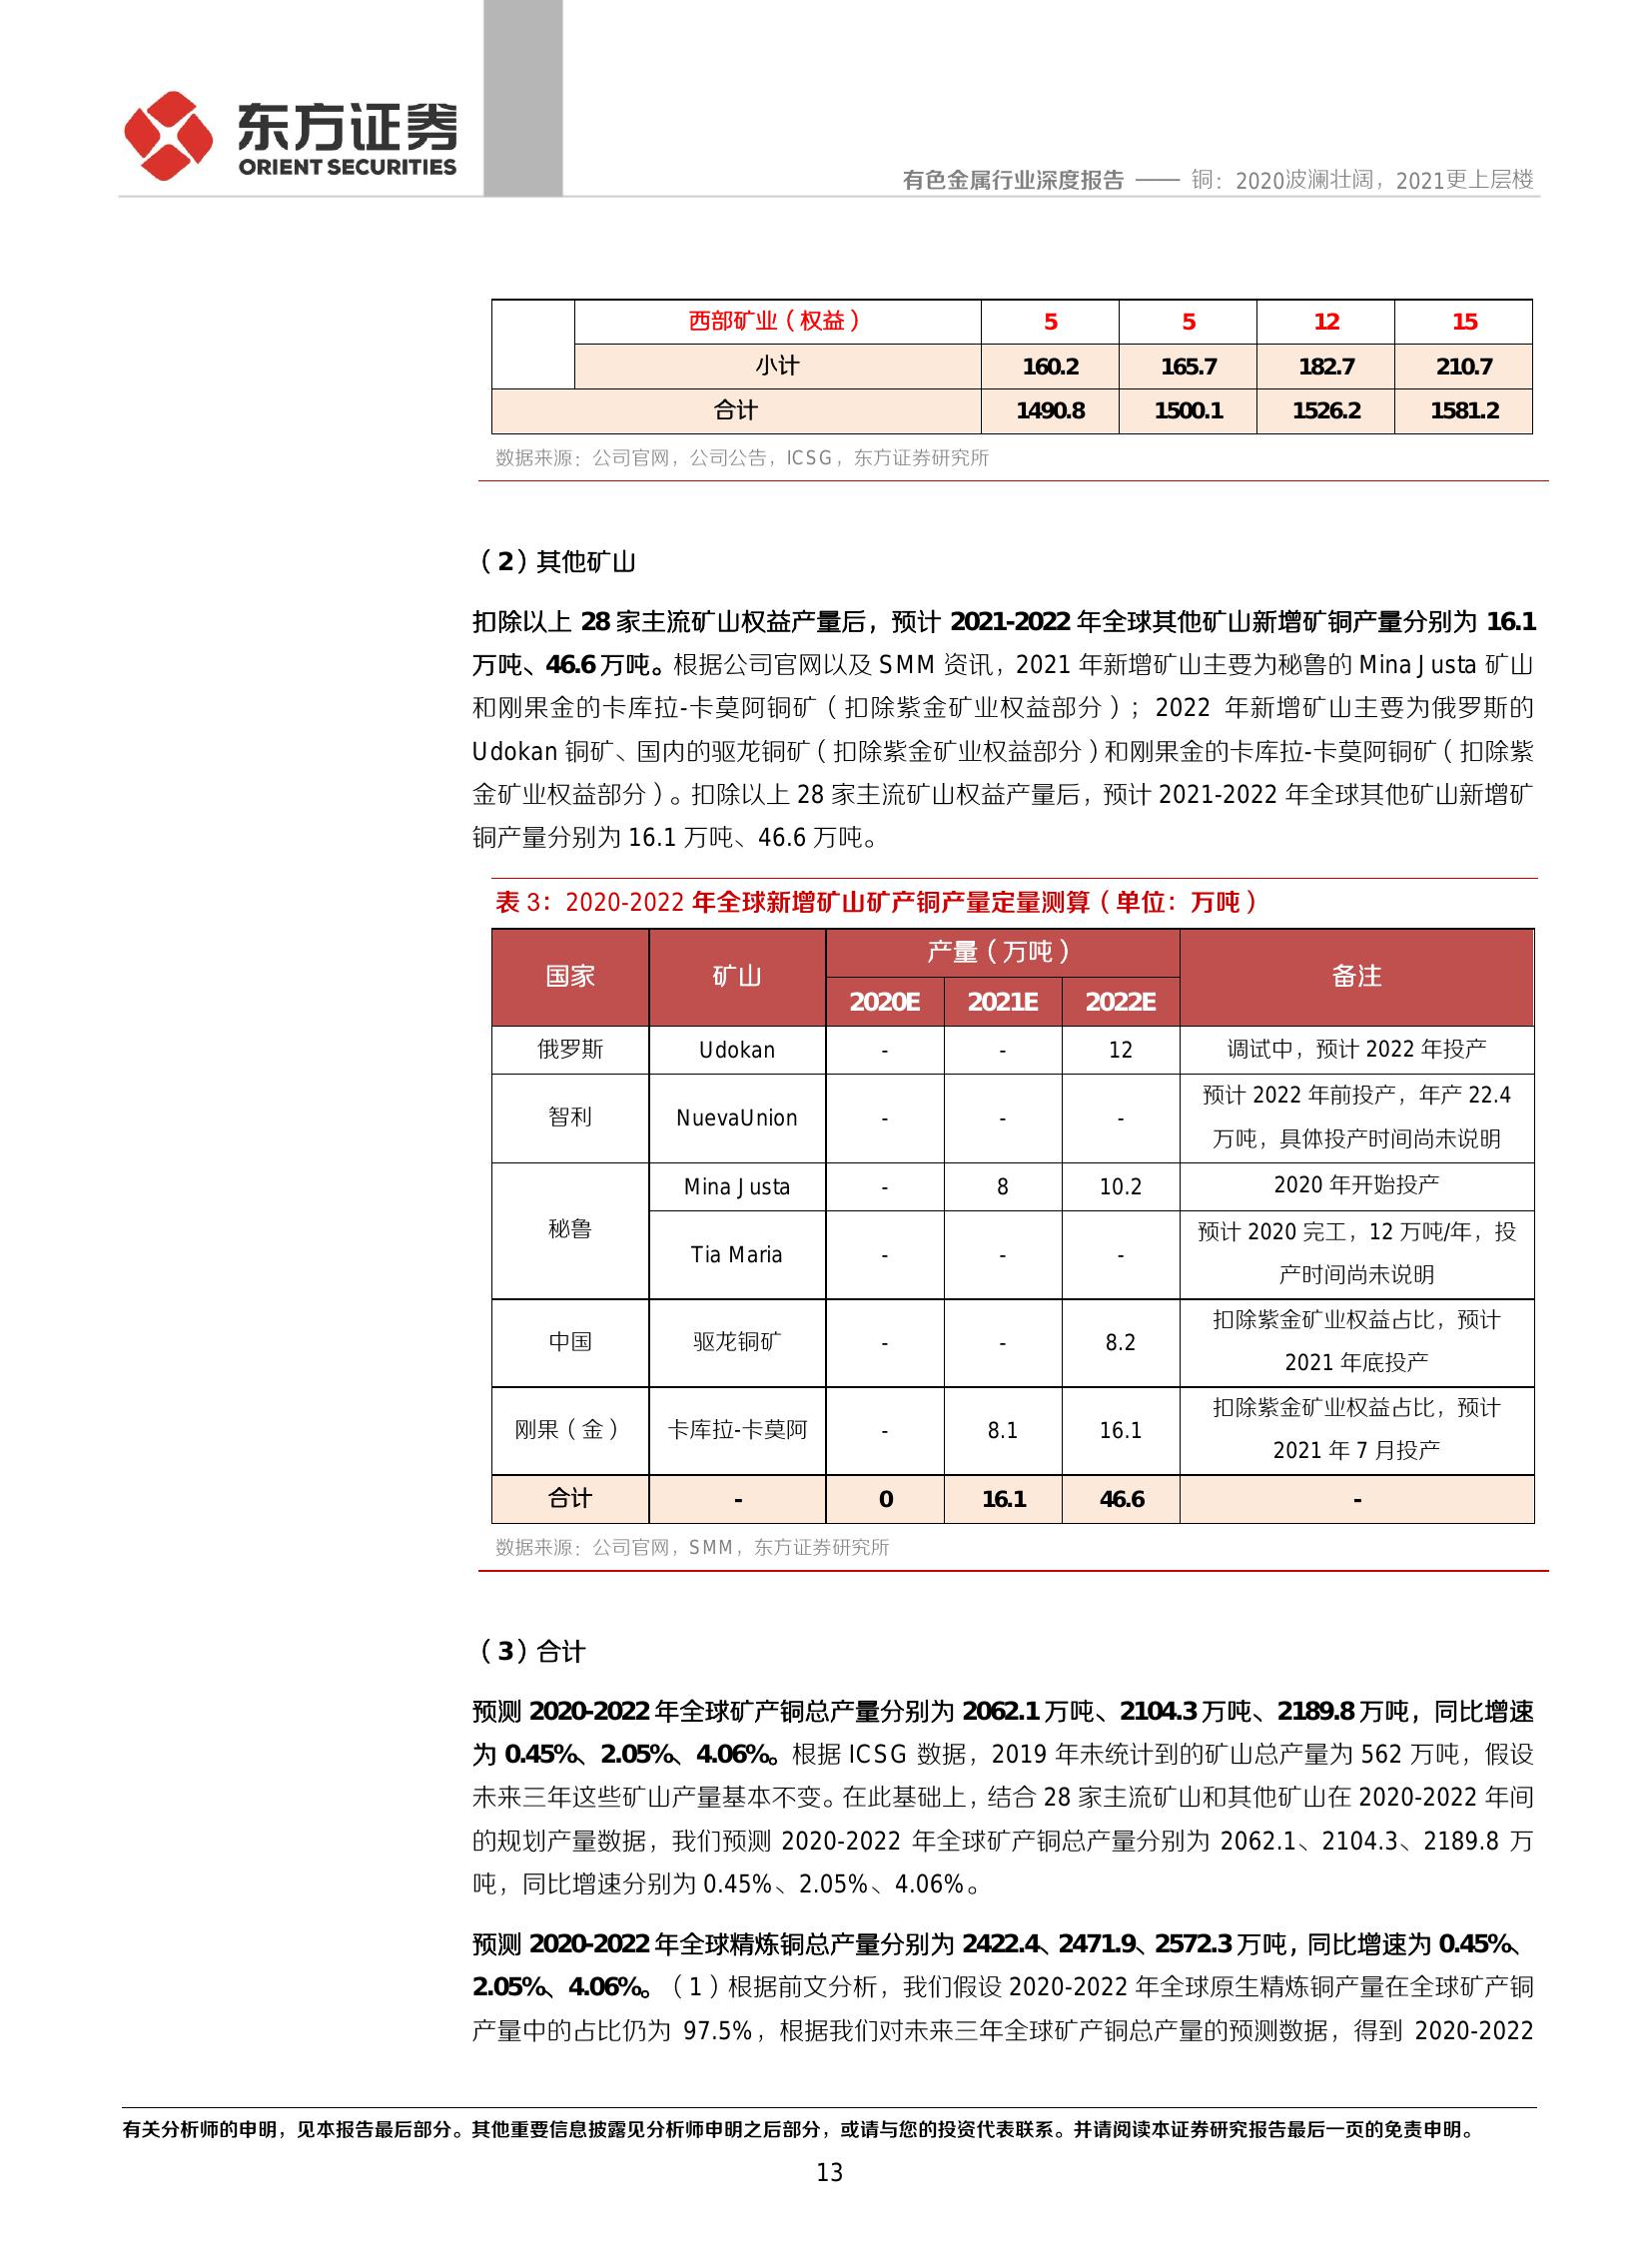 东方证券
ORIENT SECURITIES
有色金属行业深度报告 —— 铜：2020波澜壮阔，2021更上层楼
西部矿业（权益） 5 5 12 15
小计 160.2 165.7 182.7 210.7
合计 1490.8 1500.1 1526.2 1581.2
数据来源：公司官网，公司公告，ICSG，东方证券研究所
（2）其他矿山
扣除以上 28 家主流矿山权益产量后，预计 2021-2022 年全球其他矿山新增矿铜产量分别为 16.1
万吨、46.6 万吨。根据公司官网以及 SMM 资讯，2021 年新增矿山主要为秘鲁的 Mina Justa 矿山
和刚果金的卡库拉-卡莫阿铜矿（扣除紫金矿业权益部分）；2022 年新增矿山主要为俄罗斯的
Udokan 铜矿、国内的驱龙铜矿（扣除紫金矿业权益部分）和刚果金的卡库拉-卡莫阿铜矿（扣除紫
金矿业权益部分）。扣除以上 28 家主流矿山权益产量后，预计 2021-2022 年全球其他矿山新增矿
铜产量分别为 16.1 万吨、46.6 万吨。
表 3：2020-2022 年全球新增矿山矿产铜产量定量测算（单位：万吨）
国家 矿山 产量（万吨） 备注
2020E 2021E 2022E
俄罗斯 Udokan - - 12 调试中，预计 2022 年投产
智利 NuevaUnion - - - 预计 2022 年前投产，年产 22.4
万吨，具体投产时间尚未说明
秘鲁 Mina Justa - 8 10.2 2020 年开始投产
Tia Maria - - - 预计 2020 完工，12 万吨/年，投
产时间尚未说明
中国 驱龙铜矿 - - 8.2 扣除紫金矿业权益占比，预计
2021 年底投产
刚果（金） 卡库拉-卡莫阿 - 8.1 16.1 扣除紫金矿业权益占比，预计
2021 年 7 月投产
合计 - 0 16.1 46.6 -
数据来源：公司官网，SMM，东方证券研究所
（3）合计
预测 2020-2022 年全球矿产铜总产量分别为 2062.1 万吨、2104.3 万吨、2189.8 万吨，同比增速
为 0.45%、2.05%、4.06%。根据 ICSG 数据，2019 年未统计到的矿山总产量为 562 万吨，假设
未来三年这些矿山产量基本不变。在此基础上，结合 28 家主流矿山和其他矿山在 2020-2022 年间
的规划产量数据，我们预测 2020-2022 年全球矿产铜总产量分别为 2062.1、2104.3、2189.8 万
吨，同比增速分别为 0.45%、2.05%、4.06%。
预测 2020-2022 年全球精炼铜总产量分别为 2422.4、2471.9、2572.3 万吨，同比增速为 0.45%、
2.05%、4.06%。（1）根据前文分析，我们假设 2020-2022 年全球原生精炼铜产量在全球矿产铜
产量中的占比仍为 97.5%，根据我们对未来三年全球矿产铜总产量的预测数据，得到 2020-2022
有关分析师的申明，见本报告最后部分。其他重要信息披露见分析师申明之后部分，或请与您的投资代表联系。并请阅读本证券研究报告最后一页的免责申明。
13